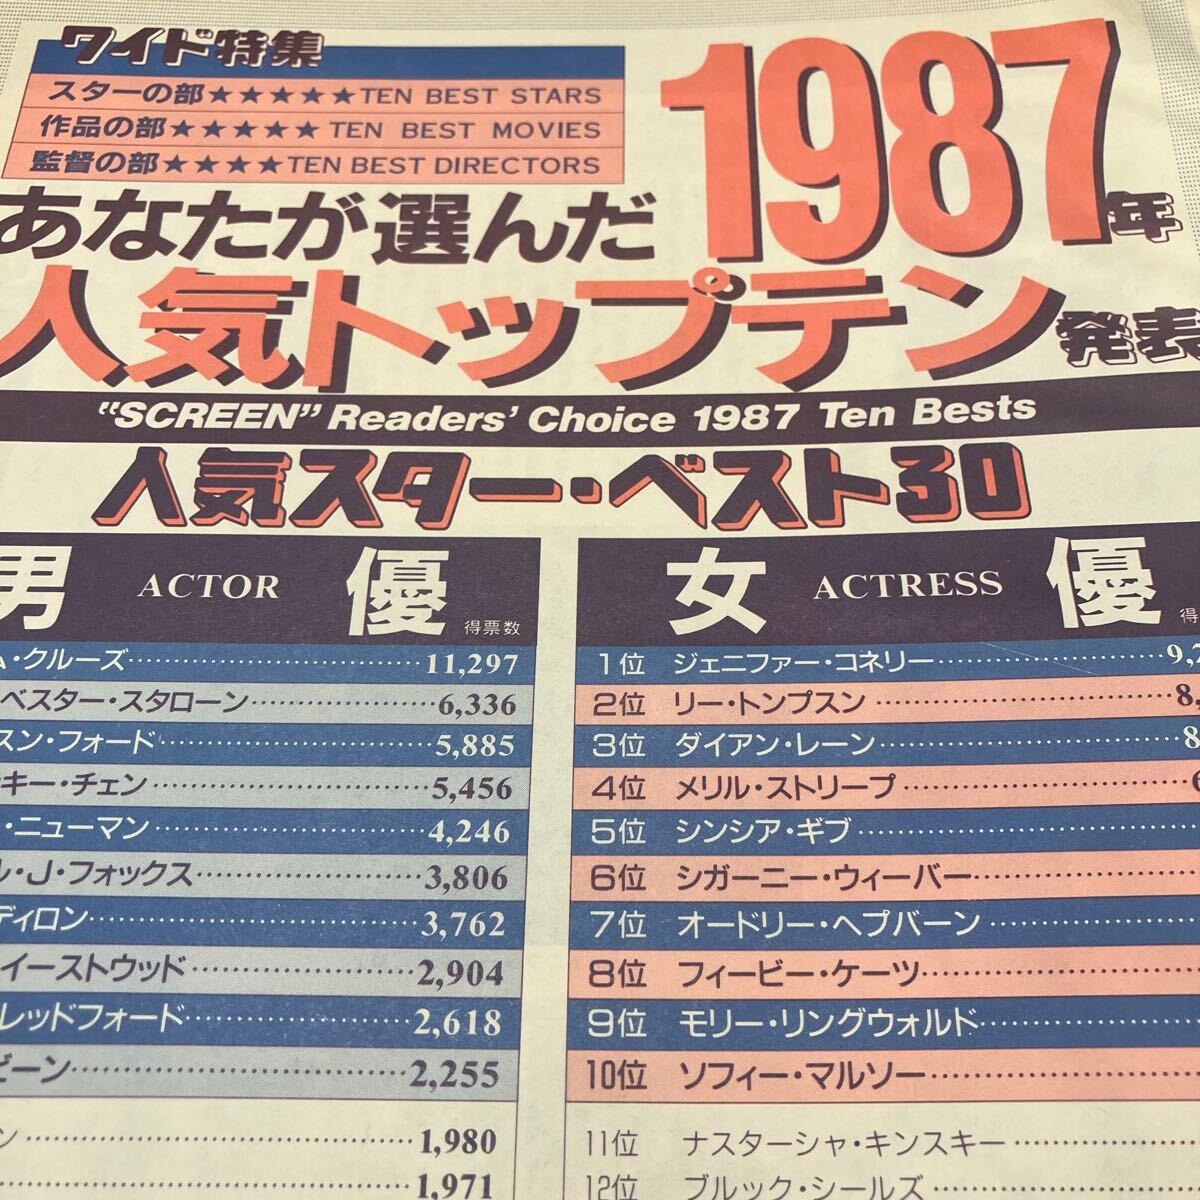 ワイド特集
スターの部★★★★★TEN BEST STARS
作品の部★★★★★TEN BEST MOVIES
監督の部★★★★TEN BEST DIRECTORS
1987年
あなたが選んだ
人気トップテン発表
"SCREEN" Readers' Choice 1987 Ten Bests
人気スター・ベスト30
男 ACTOR 優 得票数
・クルーズ 11,297
ベスター・スタローン 6,336
スン・フォード 5,885
キー・チェン 5,456
・ニューマン 4,246
ル・J・フォックス 3,806
ディロン 3,762
イーストウッド 2,904
レッドフォード 2,618
ビーン 2,255
ン 1,980
1,971
女 ACTRESS 優 得
1位 ジェニファー・コネリー 9,
2位 リー・トンプスン 8,
3位 ダイアン・レーン 8
4位 メリル・ストリープ
5位 シンシア・ギブ
6位 シガーニー・ウィーバー
7位 オードリー・ヘプバーン
8位 フィービー・ケーツ
9位 モリー・リングウォルド
10位 ソフィー・マルソー
11位 ナスターシャ・キンスキー
12位 ブルック・シールズ